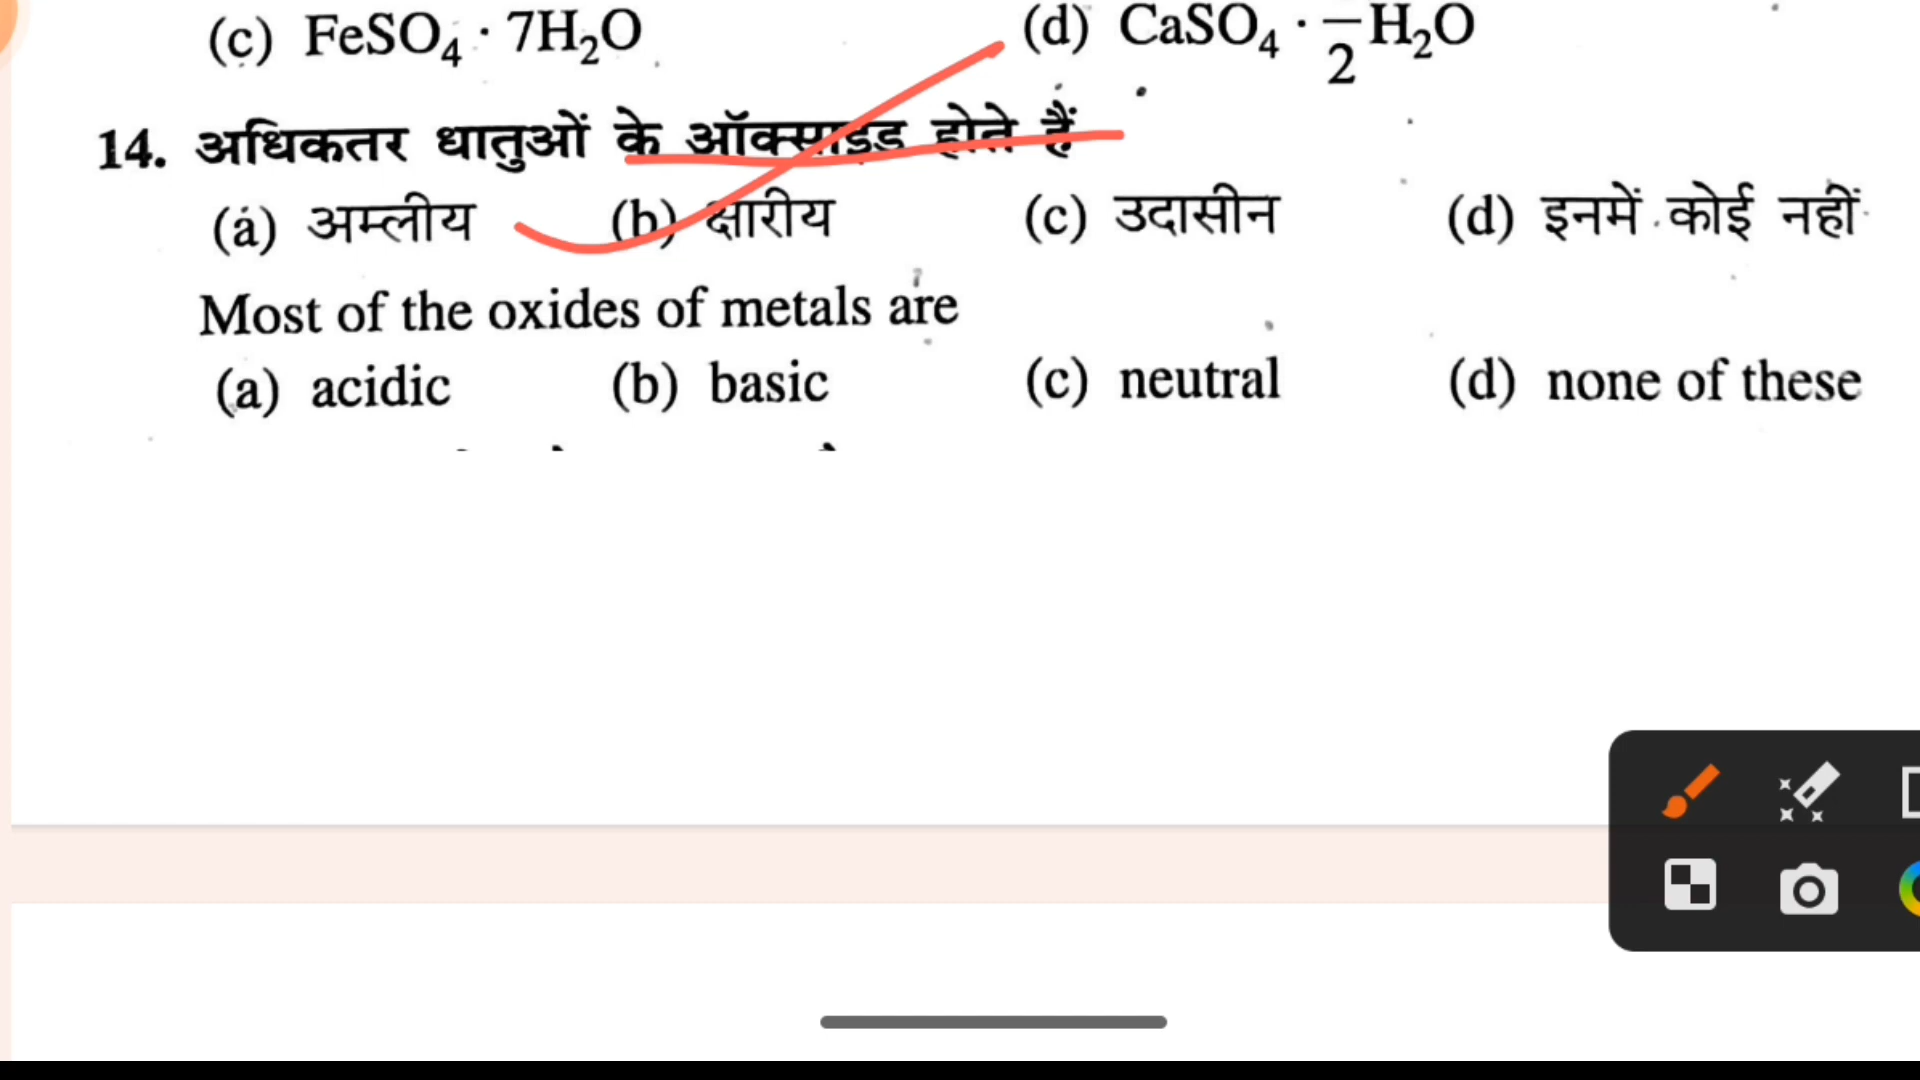 (c) FeSO₄ · 7H₂O (d) CaSO₄ · —/2 H₂O
14. अधिकतर धातुओं के ऑक्साइड होते हैं
(a) अम्लीय (b) क्षारीय (c) उदासीन (d) इनमें कोई नहीं
Most of the oxides of metals are
(a) acidic (b) basic (c) neutral (d) none of these